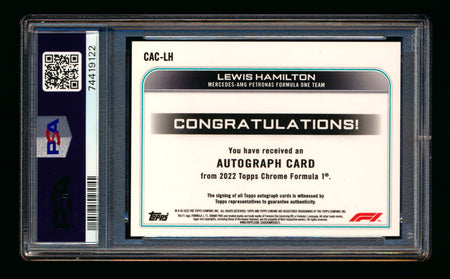 CAC-LH
LEWIS HAMILTON
MERCEDES-AMG PETRONAS FORMULA ONE TEAM
CONGRATULATIONS!
You have received an
AUTOGRAPH CARD
from 2022 Topps Chrome Formula 1®.
The signing of all Topps autograph cards is witnessed by
Topps representatives to guarantee authenticity.
Topps
F1
74419122
PSA
PSA